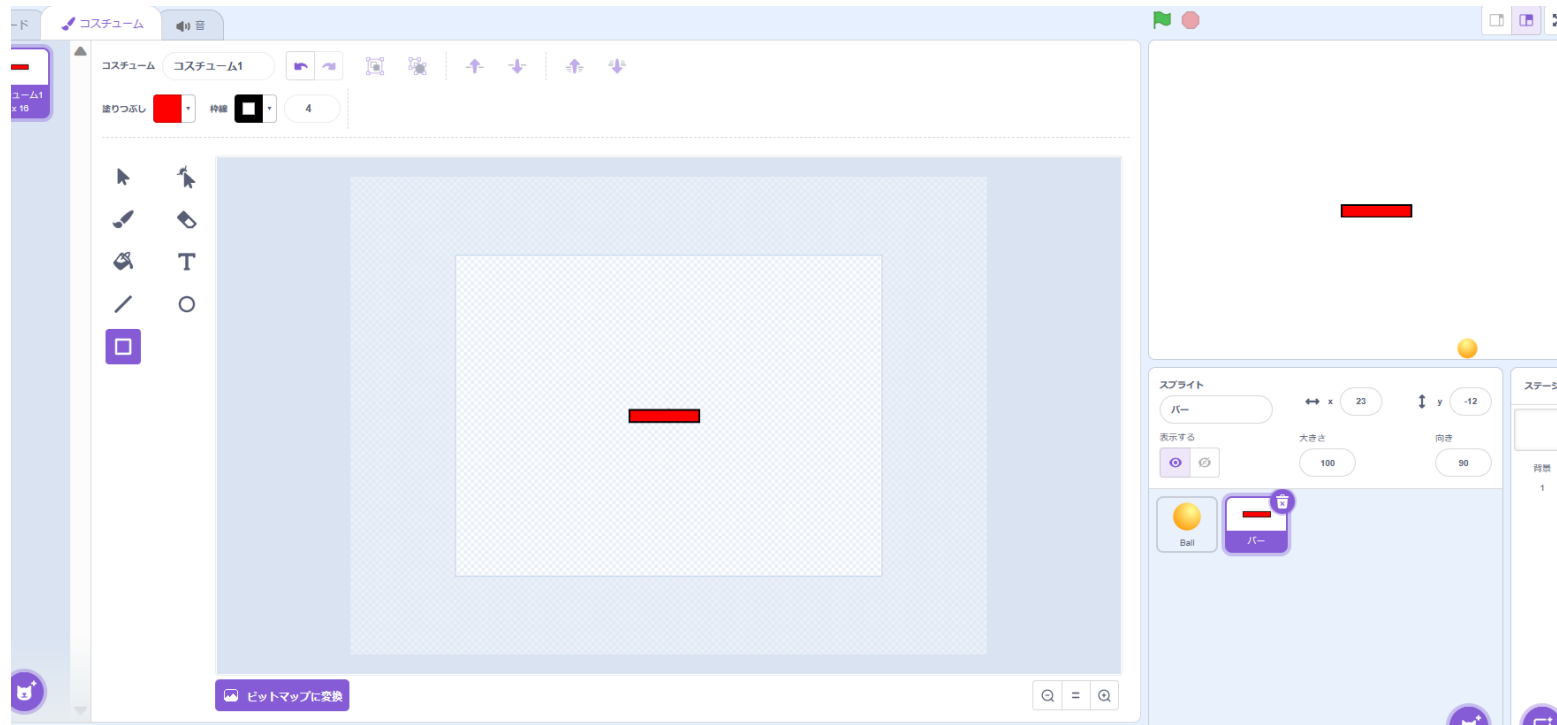 ード
コスチューム
音
ューム1
x 16
コスチューム
コスチューム1
塗りつぶし
枠線
4
T
ビットマップに変換
スプライト
バー
x
23
y
-12
表示する
大きさ
100
向き
90
Ball
バー
ステージ
背景
1